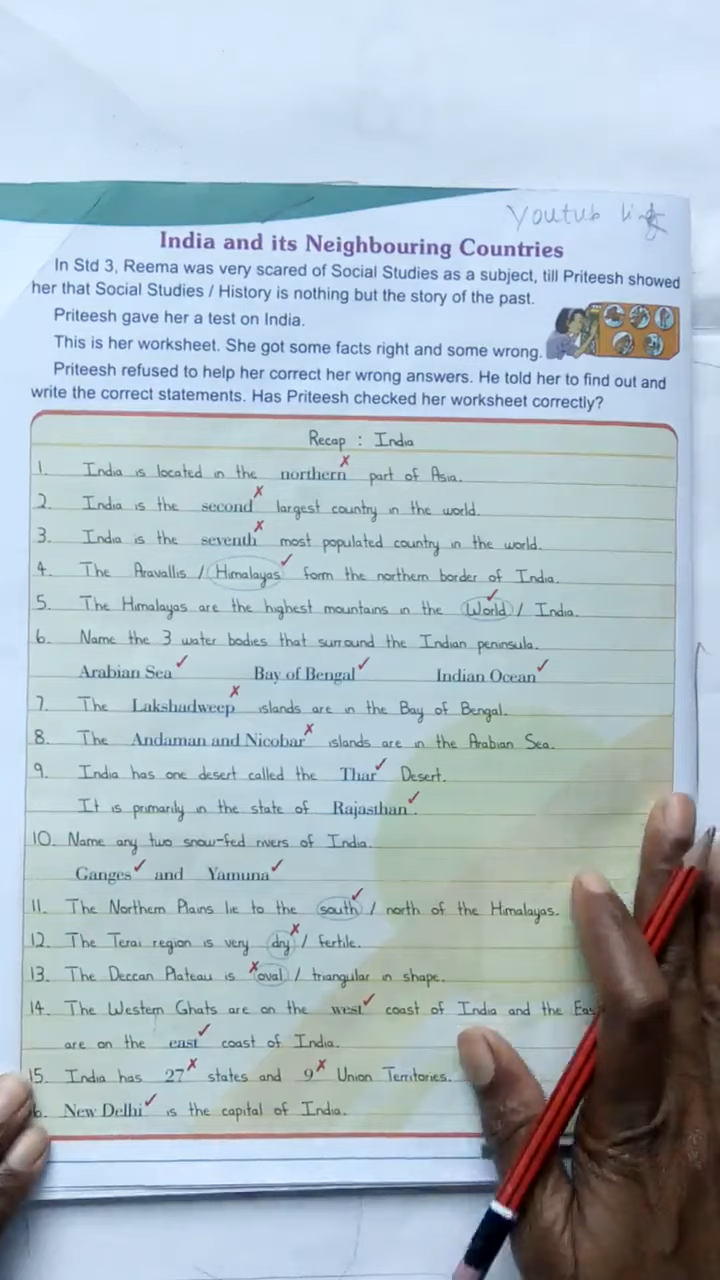 Youtub link
India and its Neighbouring Countries
In Std 3, Reema was very scared of Social Studies as a subject, till Priteesh showed
her that Social Studies / History is nothing but the story of the past.
Priteesh gave her a test on India.
This is her worksheet. She got some facts right and some wrong.
Priteesh refused to help her correct her wrong answers. He told her to find out and
write the correct statements. Has Priteesh checked her worksheet correctly?
Recap : India
1. India is located in the northern ✗ part of Asia.
2. India is the second ✗ largest country in the world.
3. India is the seventh ✗ most populated country in the world.
4. The Aravallis / Himalayas ✓ form the northern border of India.
5. The Himalayas are the highest mountains in the World ✓ / India.
6. Name the 3 water bodies that surround the Indian peninsula.
Arabian Sea ✓ Bay of Bengal ✓ Indian Ocean ✓
7. The Lakshadweep ✗ islands are in the Bay of Bengal.
8. The Andaman and Nicobar ✗ islands are in the Arabian Sea.
9. India has one desert called the Thar ✓ Desert.
It is primarily in the state of Rajasthan ✓.
10. Name any two snow-fed rivers of India.
Ganges ✓ and Yamuna ✓
11. The Northern Plains lie to the south ✓ / north of the Himalayas.
12. The Terai region is very dry ✗ / fertile.
13. The Deccan Plateau is ✗ oval / triangular in shape.
14. The Western Ghats are on the west ✓ coast of India and the
are on the east ✓ coast of India.
15. India has 27 ✗ states and 9 ✗ Union Territories.
6. New Delhi ✓ is the capital of India.